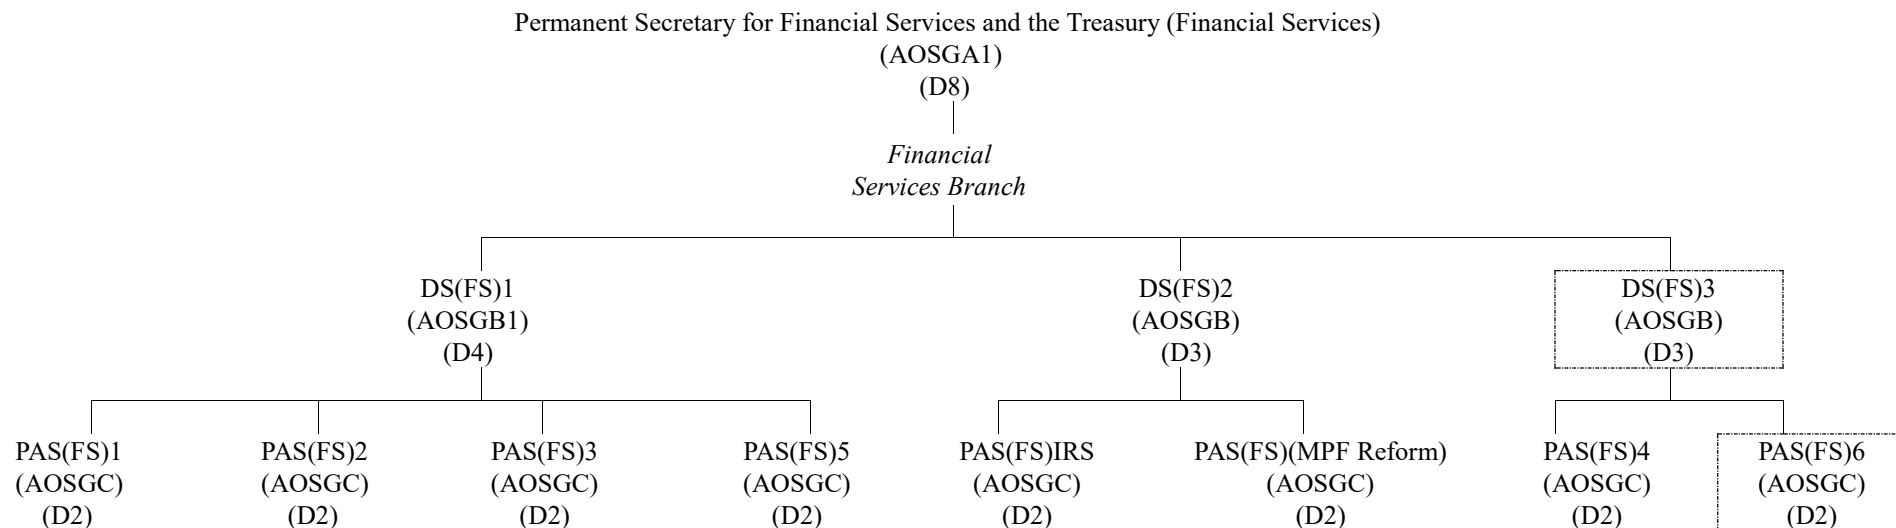 Permanent Secretary for Financial Services and the Treasury (Financial Services)
(AOSGA1)
(D8)
Financial
Services Branch
DS(FS)1
(AOSGB1)
(D4)
DS(FS)2
(AOSGB)
(D3)
DS(FS)3
(AOSGB)
(D3)
PAS(FS)1
(AOSGC)
(D2)
PAS(FS)2
(AOSGC)
(D2)
PAS(FS)3
(AOSGC)
(D2)
PAS(FS)5
(AOSGC)
(D2)
PAS(FS)IRS
(AOSGC)
(D2)
PAS(FS)(MPF Reform)
(AOSGC)
(D2)
PAS(FS)4
(AOSGC)
(D2)
PAS(FS)6
(AOSGC)
(D2)